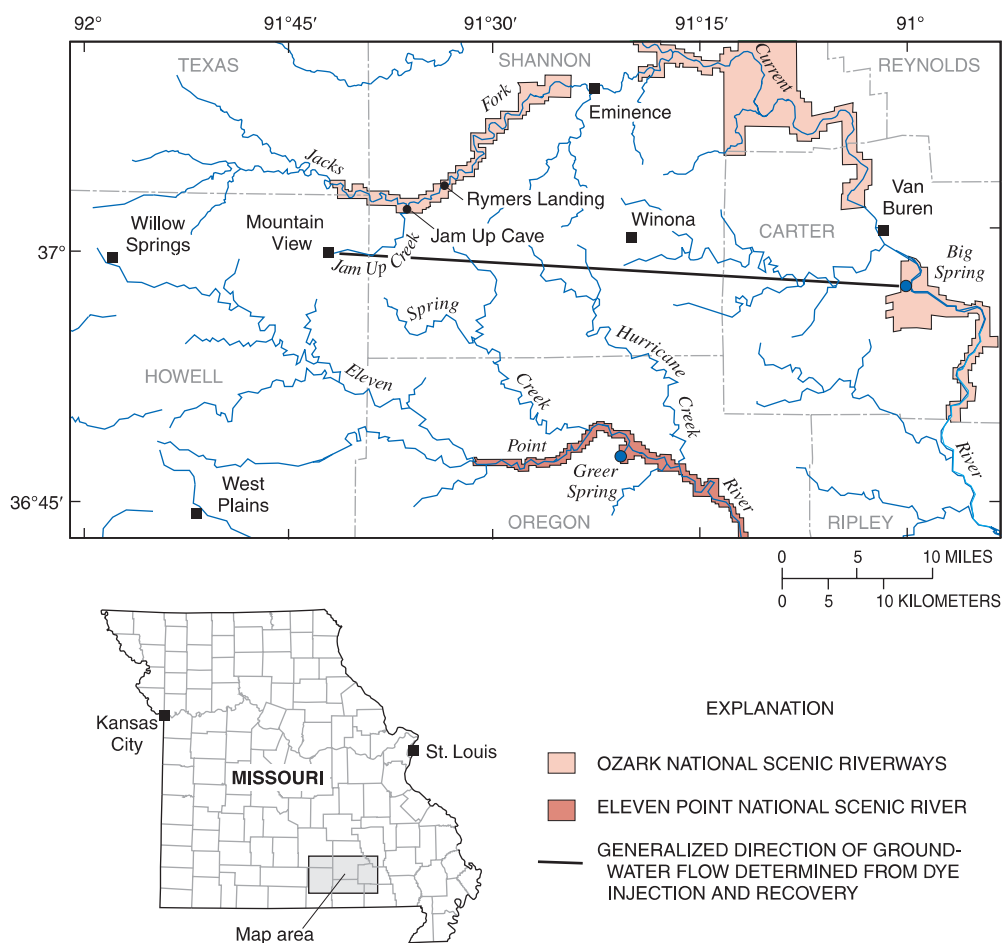 92°
91°45′
91°30′
91°15′
91°
TEXAS
SHANNON
REYNOLDS
Current
Fork
Eminence
Jacks
Rymers Landing
Van
Buren
Willow
Springs
Mountain
View
Winona
CARTER
Jam Up Cave
37°
Jam Up Creek
Big
Spring
Spring
Hurricane
HOWELL
Eleven
Creek
Creek
Point
River
West
Plains
Greer
Spring
River
36°45′
OREGON
RIPLEY
0 5 10 MILES
0 5 10 KILOMETERS
EXPLANATION
Kansas
City
St. Louis
OZARK NATIONAL SCENIC RIVERWAYS
MISSOURI
ELEVEN POINT NATIONAL SCENIC RIVER
GENERALIZED DIRECTION OF GROUND-
WATER FLOW DETERMINED FROM DYE
INJECTION AND RECOVERY
Map area